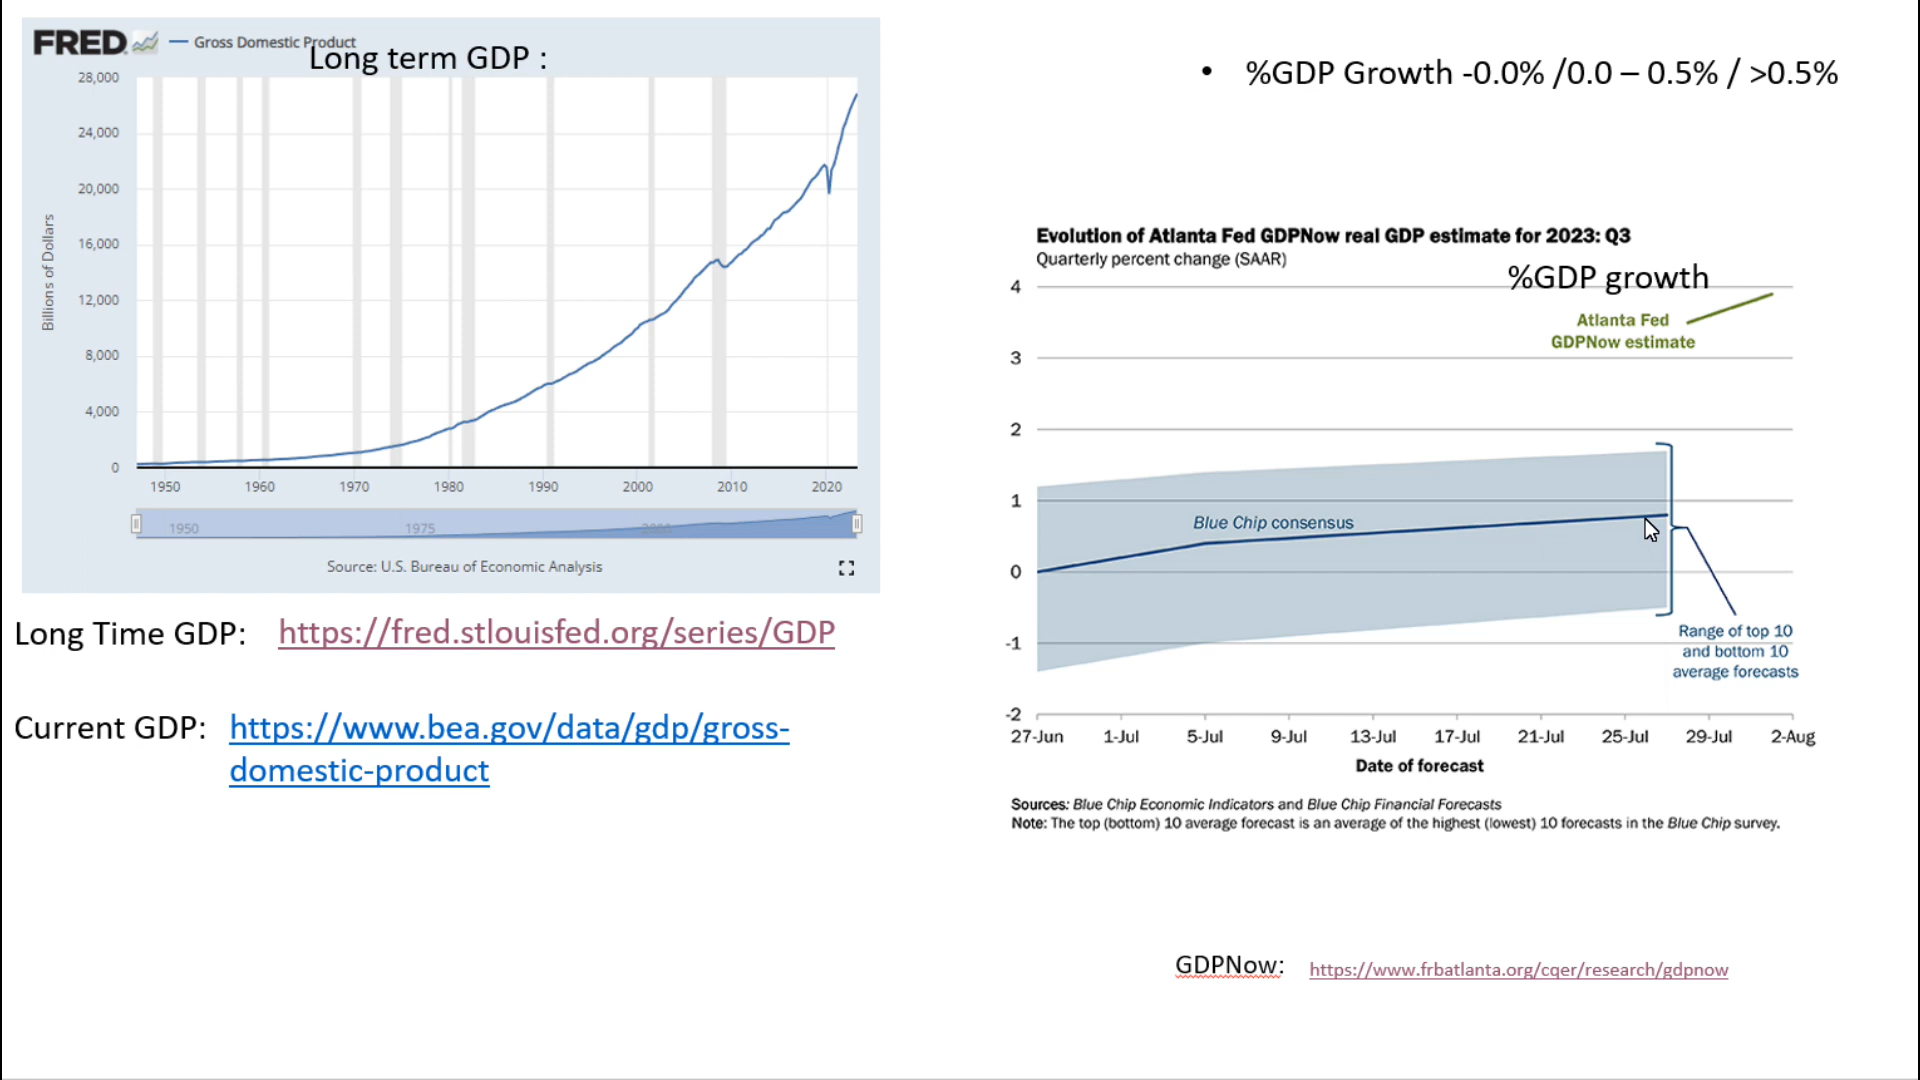 FRED
Gross Domestic Product
Long term GDP :
28,000
24,000
20,000
16,000
12,000
8,000
4,000
0
Billions of Dollars
1950 1960 1970 1980 1990 2000 2010 2020
1950 1975 2000
Source: U.S. Bureau of Economic Analysis
Long Time GDP: https://fred.stlouisfed.org/series/GDP
Current GDP: https://www.bea.gov/data/gdp/gross-
domestic-product
• %GDP Growth -0.0% /0.0 – 0.5% / >0.5%
Evolution of Atlanta Fed GDPNow real GDP estimate for 2023: Q3
Quarterly percent change (SAAR)
%GDP growth
4
3
2
1
0
-1
-2
Atlanta Fed
GDPNow estimate
Blue Chip consensus
Range of top 10
and bottom 10
average forecasts
27-Jun 1-Jul 5-Jul 9-Jul 13-Jul 17-Jul 21-Jul 25-Jul 29-Jul 2-Aug
Date of forecast
Sources: Blue Chip Economic Indicators and Blue Chip Financial Forecasts
Note: The top (bottom) 10 average forecast is an average of the highest (lowest) 10 forecasts in the Blue Chip survey.
GDPNow: https://www.frbatlanta.org/cqer/research/gdpnow